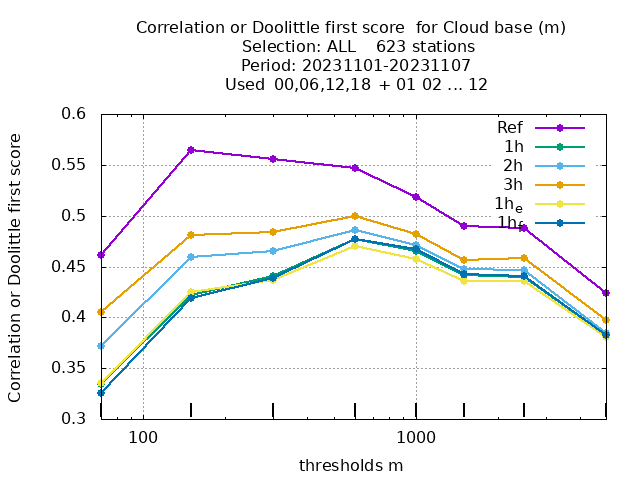 Correlation or Doolittle first score  for Cloud base (m)
Selection: ALL    623 stations
Period: 20231101-20231107
Used  00,06,12,18 + 01 02 ... 12
Correlation or Doolittle first score
0.6
0.55
0.5
0.45
0.4
0.35
0.3
Ref
1h
2h
3h
1he
1hf
100
1000
thresholds m